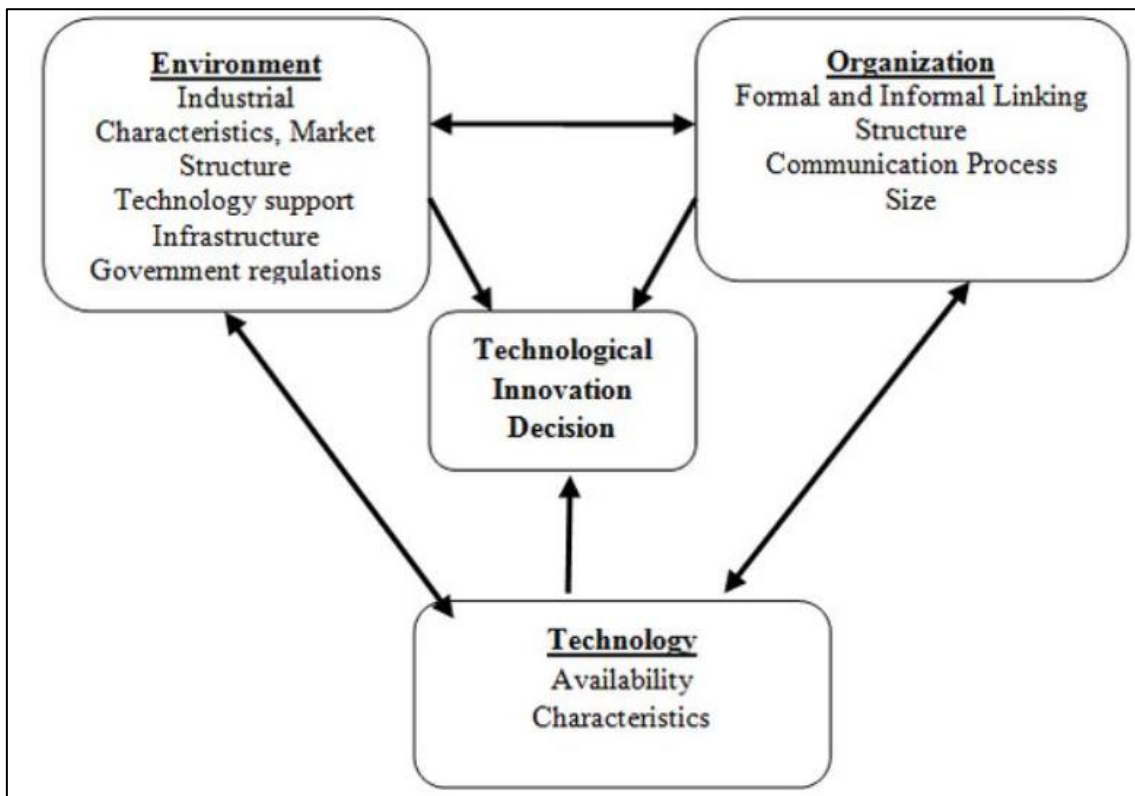 Environment
Industrial
Characteristics, Market
Structure
Technology support
Infrastructure
Government regulations
Organization
Formal and Informal Linking
Structure
Communication Process
Size
Technological
Innovation
Decision
Technology
Availability
Characteristics